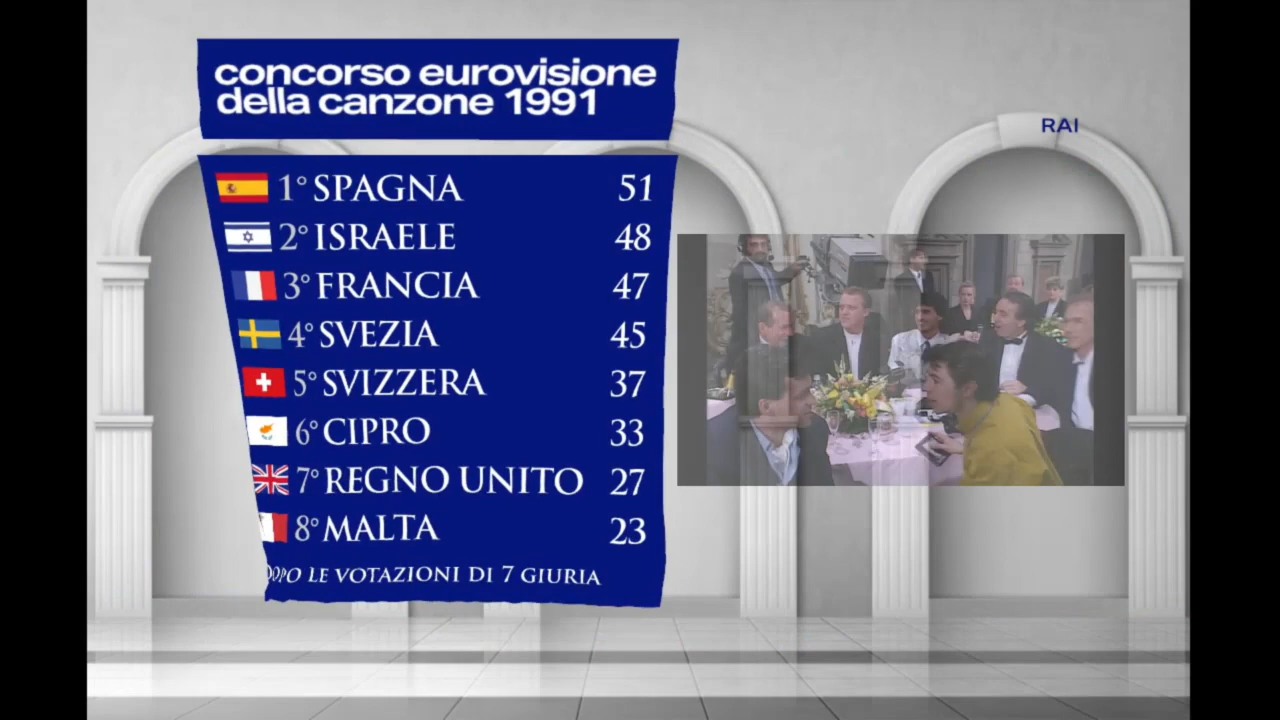 concorso eurovisione
della canzone 1991
RAI
1° SPAGNA 51
2° ISRAELE 48
3° FRANCIA 47
4° SVEZIA 45
5° SVIZZERA 37
6° CIPRO 33
7° REGNO UNITO 27
8° MALTA 23
DOPO LE VOTAZIONI DI 7 GIURIA